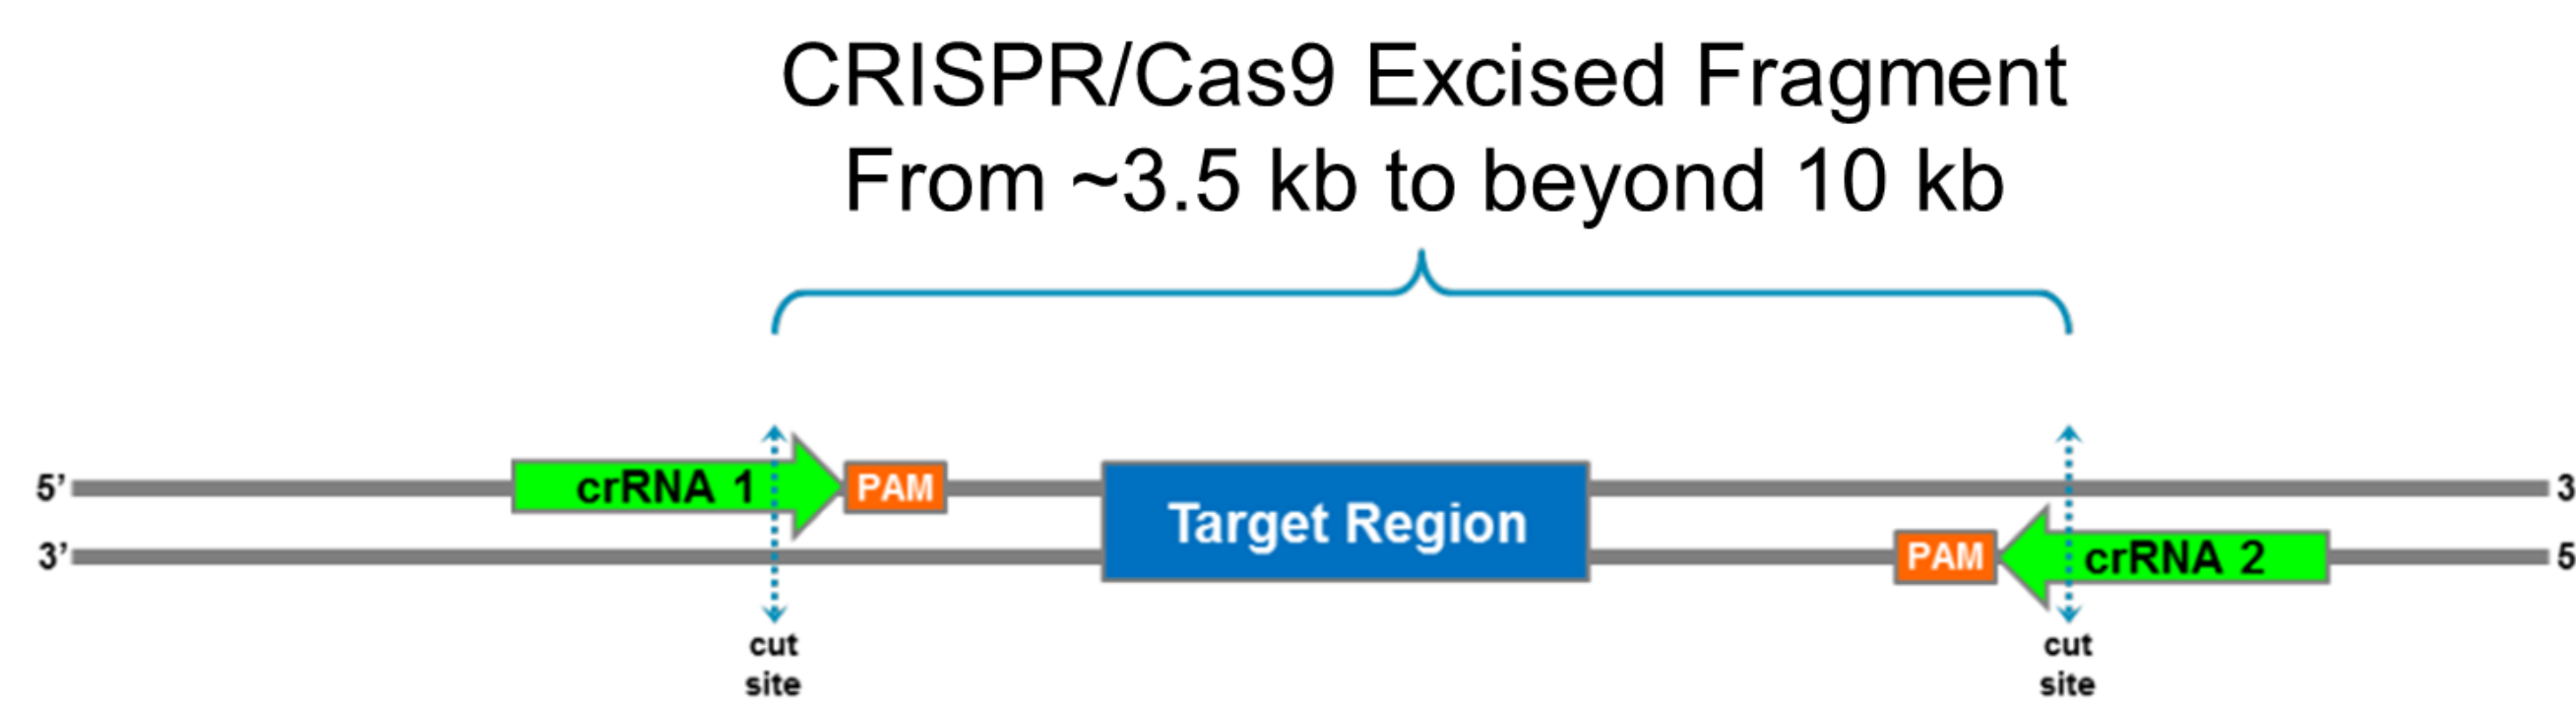 CRISPR/Cas9 Excised Fragment
From ~3.5 kb to beyond 10 kb
5’ crRNA 1 PAM 3
Target Region
3’ PAM crRNA 2 5
cut cut
site site